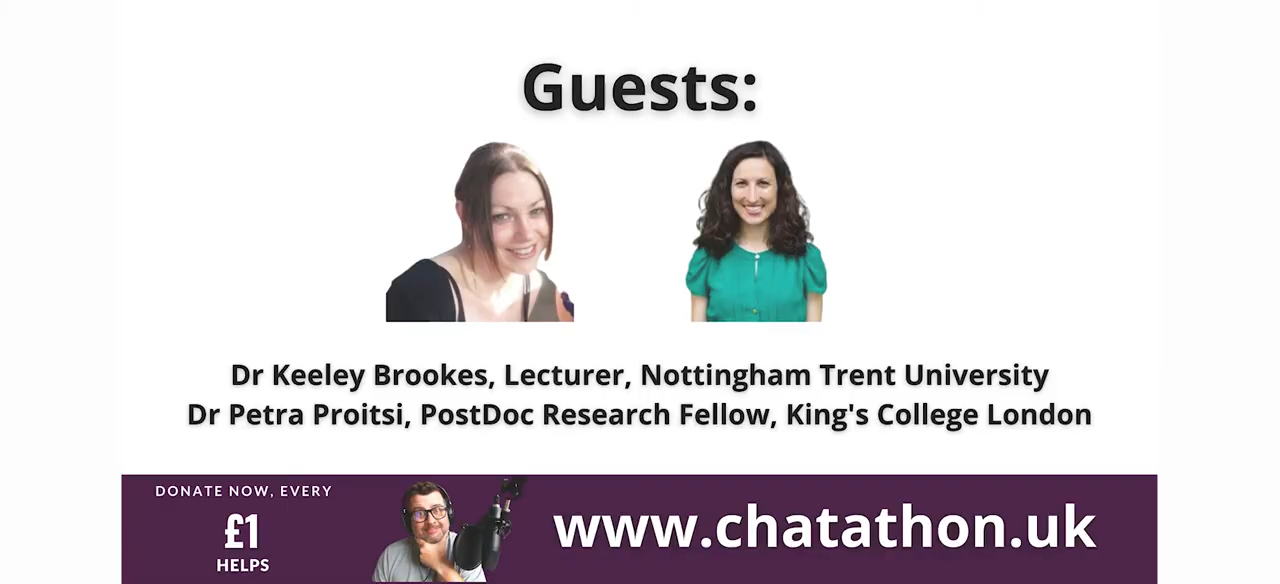 Guests:
Dr Keeley Brookes, Lecturer, Nottingham Trent University
Dr Petra Proitsi, PostDoc Research Fellow, King's College London
DONATE NOW, EVERY
£1
HELPS
www.chatathon.uk